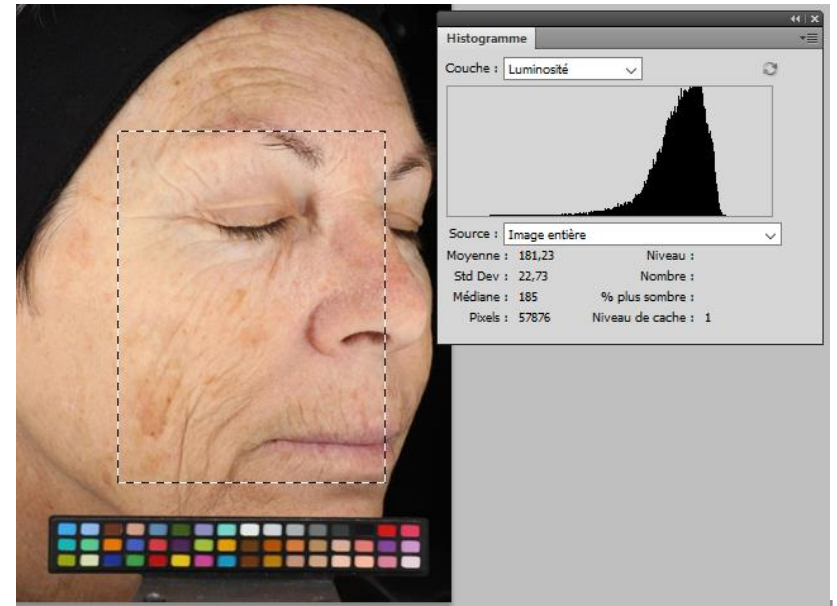 Histogramme
Couche : Luminosité
Source : Image entière
Moyenne : 181,23 Niveau :
Std Dev : 22,73 Nombre :
Médiane : 185 % plus sombre :
Pixels : 57876 Niveau de cache : 1